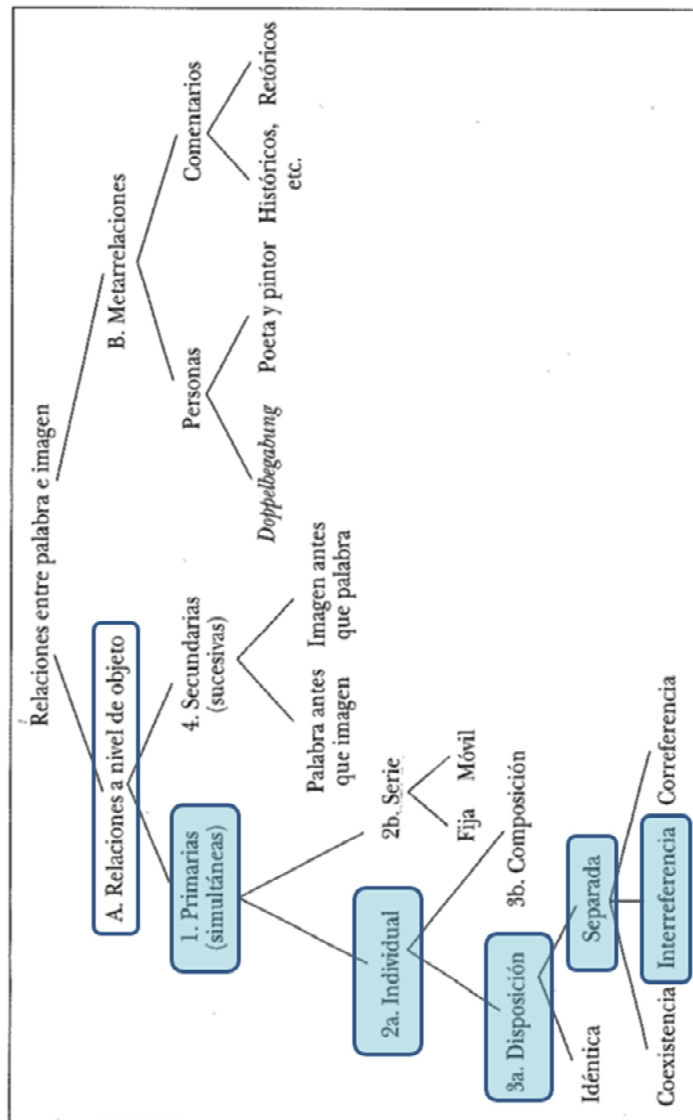 Relaciones entre palabra e imagen
A. Relaciones a nivel de objeto
B. Metarrelaciones
1. Primarias
(simultáneas)
4. Secundarias
(sucesivas)
Personas
Comentarios
Palabra antes
que imagen
Imagen antes
que palabra
Doppelbegabung
Poeta y pintor
Históricos,
etc.
Retóricos
2a. Individual
2b. Serie
Fija
Móvil
3a. Disposición
3b. Composición
Idéntica
Separada
Coexistencia
Interreferencia
Correferencia